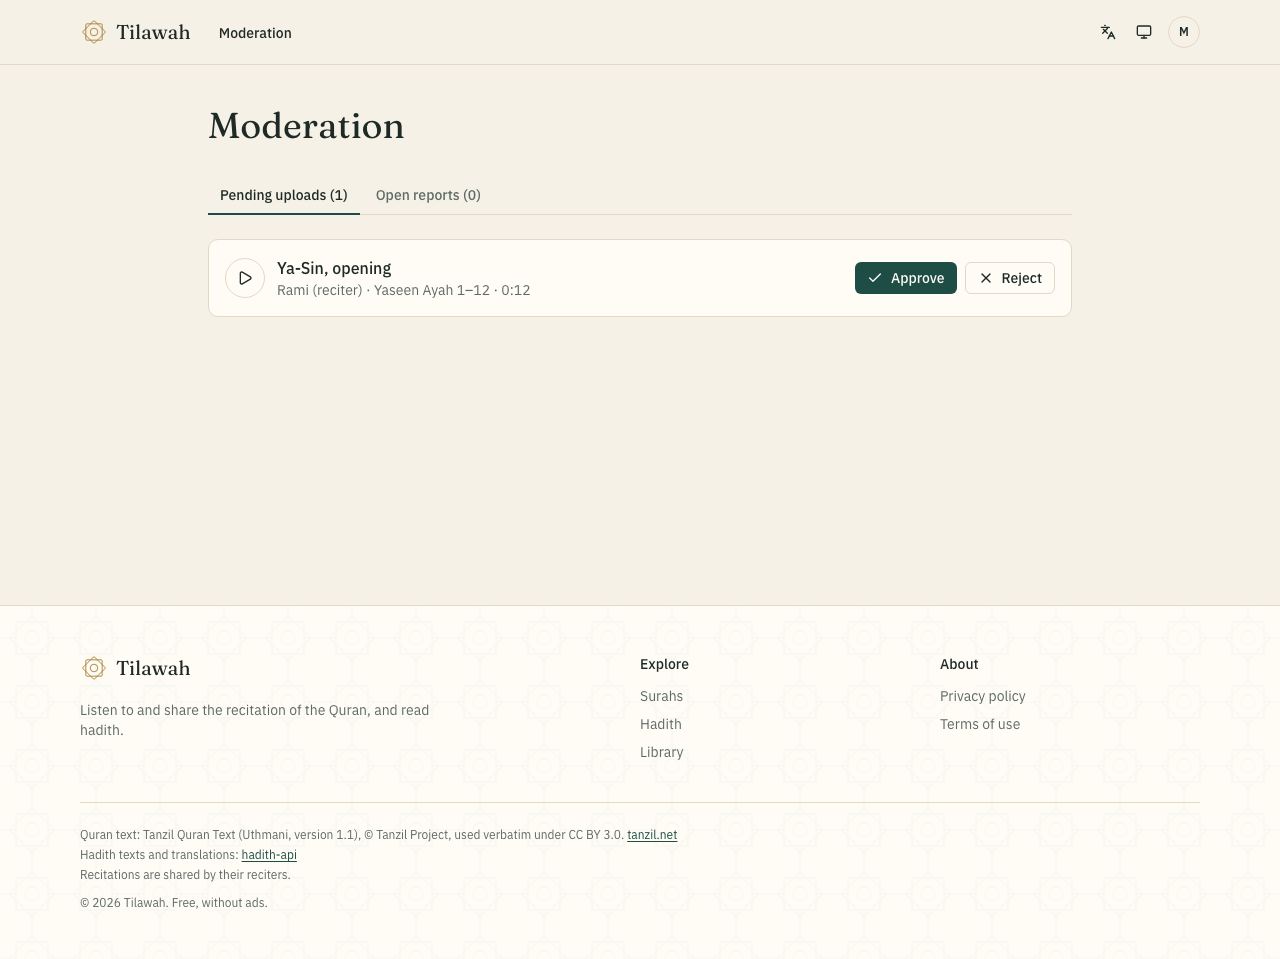 Tilawah
Moderation
M
Moderation
Pending uploads (1)
Open reports (0)
Ya-Sin, opening
Rami (reciter) · Yaseen Ayah 1–12 · 0:12
Approve
Reject
Tilawah
Listen to and share the recitation of the Quran, and read
hadith.
Explore
Surahs
Hadith
Library
About
Privacy policy
Terms of use
Quran text: Tanzil Quran Text (Uthmani, version 1.1), © Tanzil Project, used verbatim under CC BY 3.0. tanzil.net
Hadith texts and translations: hadith-api
Recitations are shared by their reciters.
© 2026 Tilawah. Free, without ads.